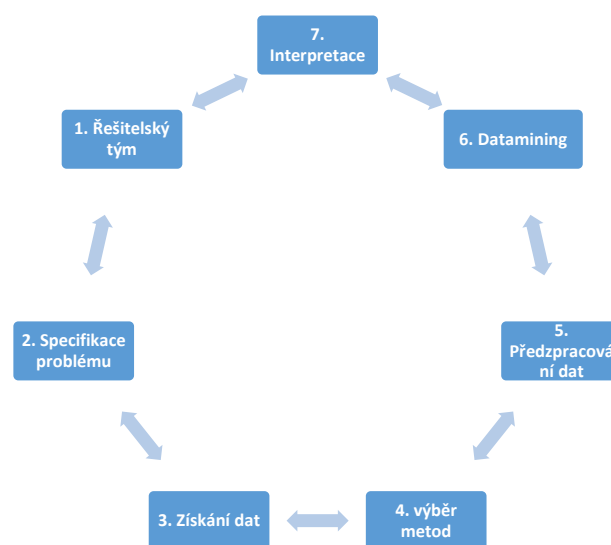 7.
Interpretace
1. Řešitelský
tým
6. Datamining
2. Specifikace
problému
5.
Předzpracová
ní dat
3. Získání dat
4. výběr
metod